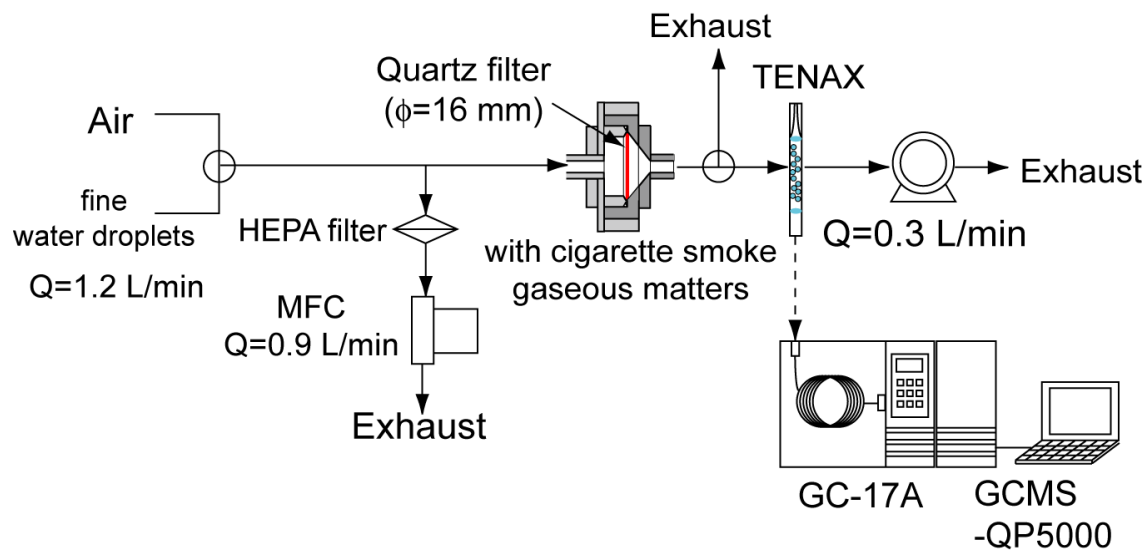 Air
fine
water droplets
Q=1.2 L/min
HEPA filter
MFC
Q=0.9 L/min
Exhaust
Quartz filter
(ϕ=16 mm)
with cigarette smoke
gaseous matters
Exhaust
TENAX
Q=0.3 L/min
Exhaust
GC-17A
GCMS
-QP5000